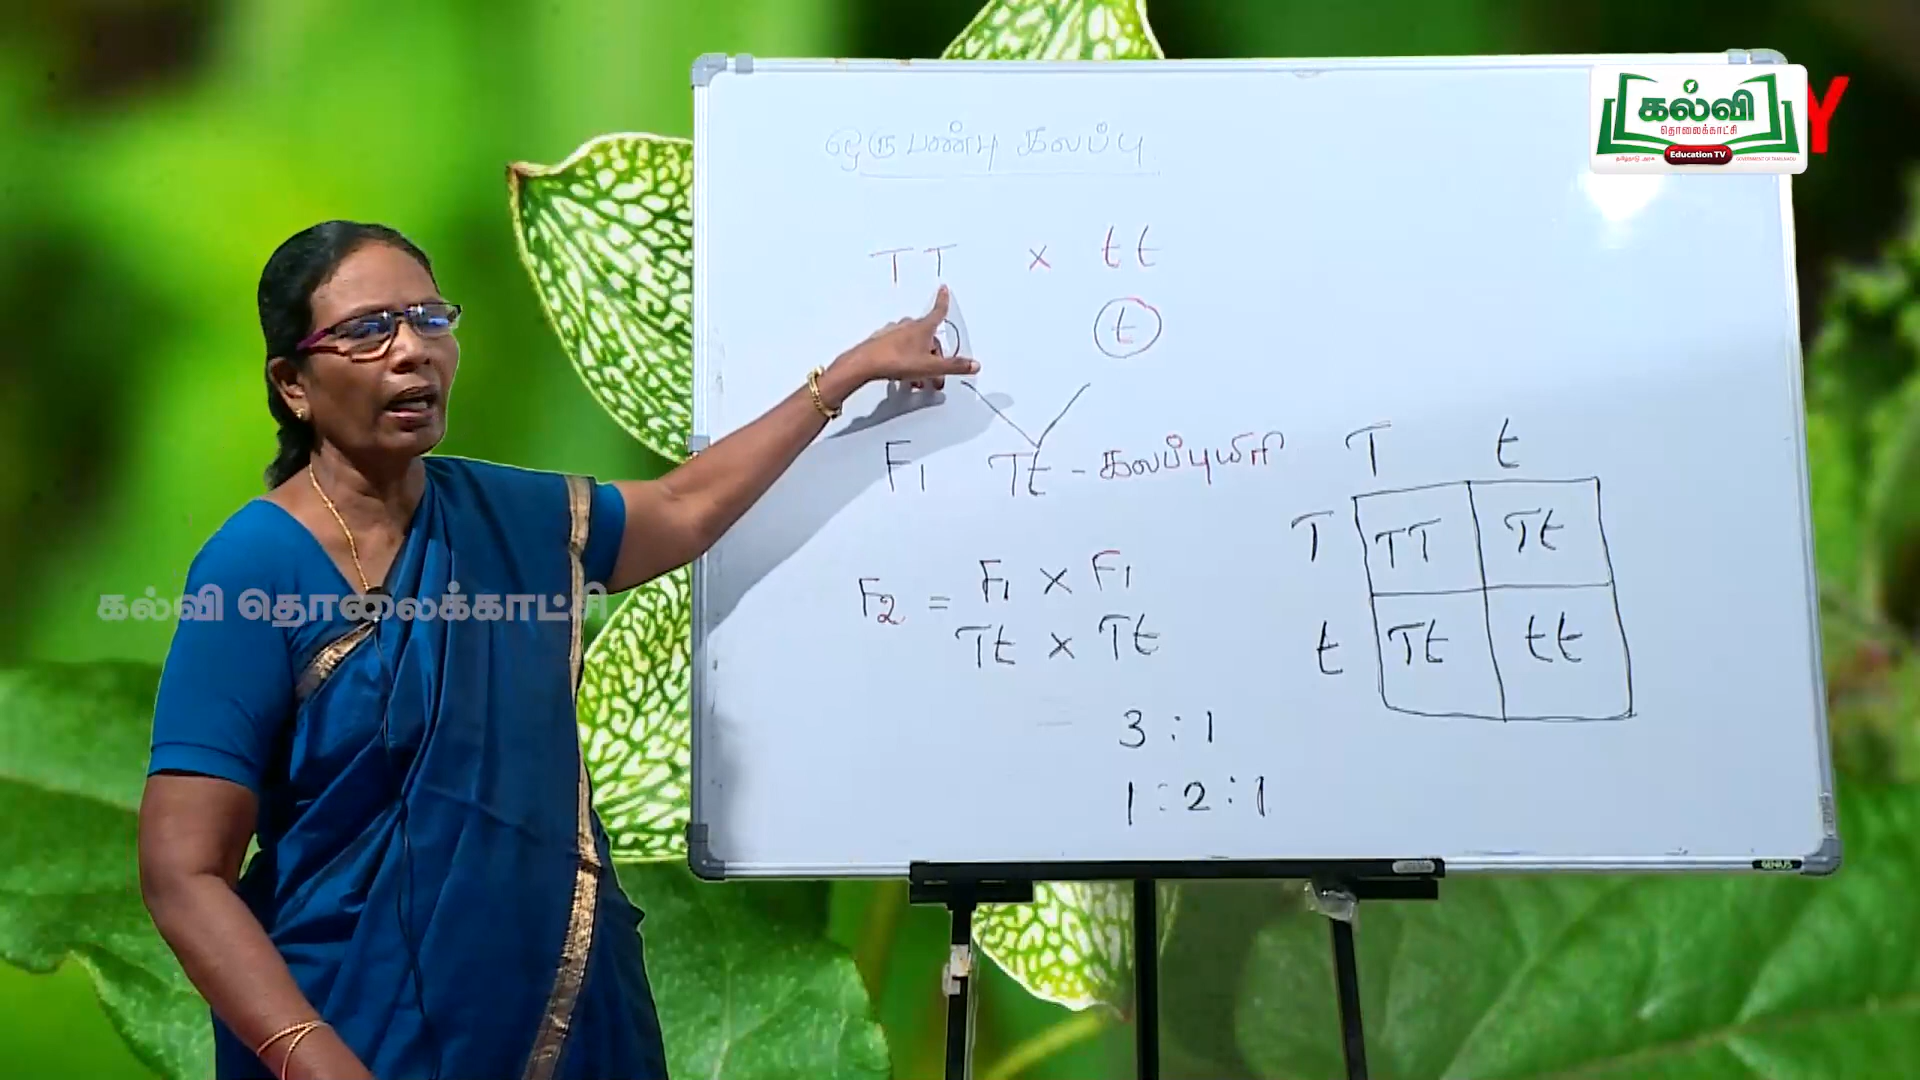 ஒரு பண்பு கலப்பு
TT × tt
t
F1 Tt - கலப்புயிரி
F2 = F1 × F1
Tt × Tt
= 3 : 1
1 : 2 : 1
T t
T TT Tt
t Tt tt
கல்வி
தொலைக்காட்சி
Education TV
Y
கல்வி தொலைக்காட்சி
GENIUS